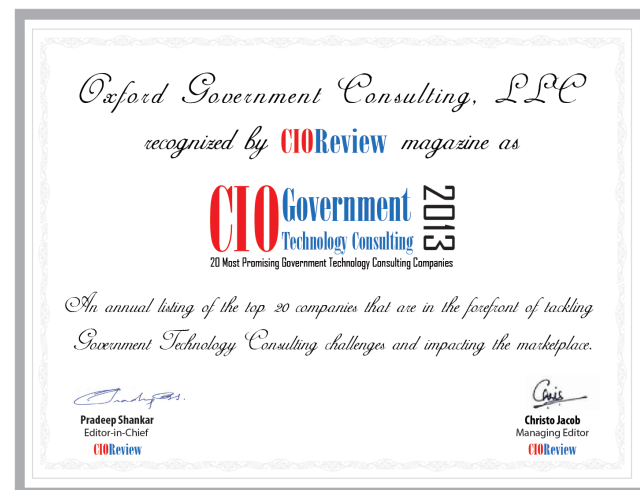 Oxford Government Consulting, LLC
recognized by CIOReview magazine as
CIO Government 2013
Technology Consulting
20 Most Promising Government Technology Consulting Companies
An annual listing of the top 20 companies that are in the forefront of tackling
Government Technology Consulting challenges and impacting the marketplace.
Pradeep Shankar
Editor-in-Chief
CIOReview
Christo Jacob
Managing Editor
CIOReview